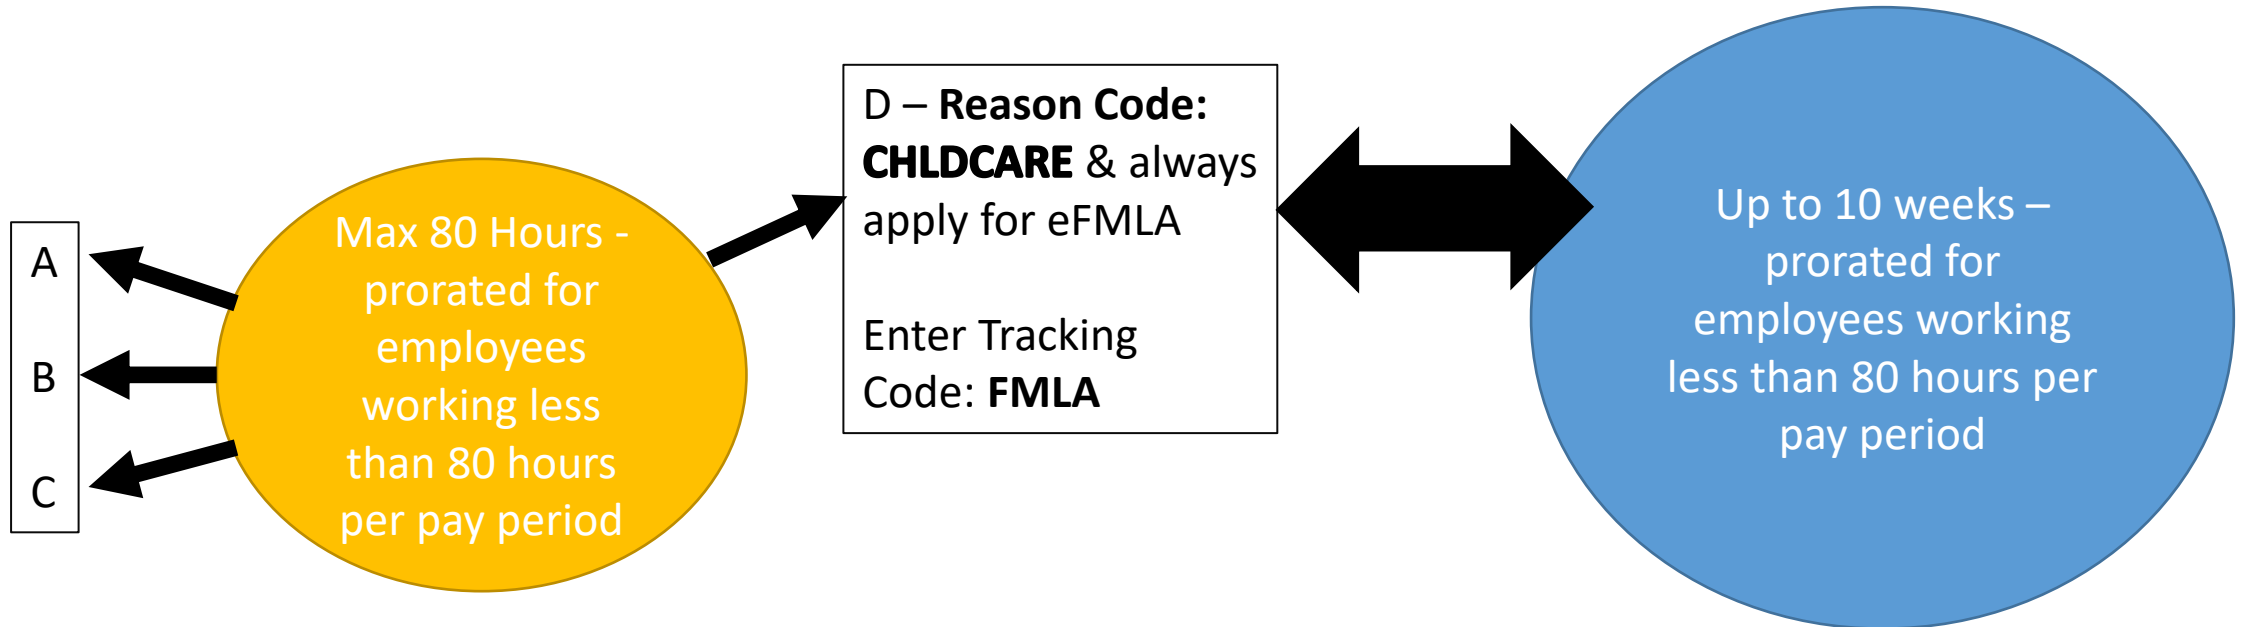 A
B
C
Max 80 Hours -
prorated for
employees
working less
than 80 hours
per pay period
D – Reason Code:
CHLDCARE & always
apply for eFMLA
Enter Tracking
Code: FMLA
Up to 10 weeks –
prorated for
employees working
less than 80 hours per
pay period